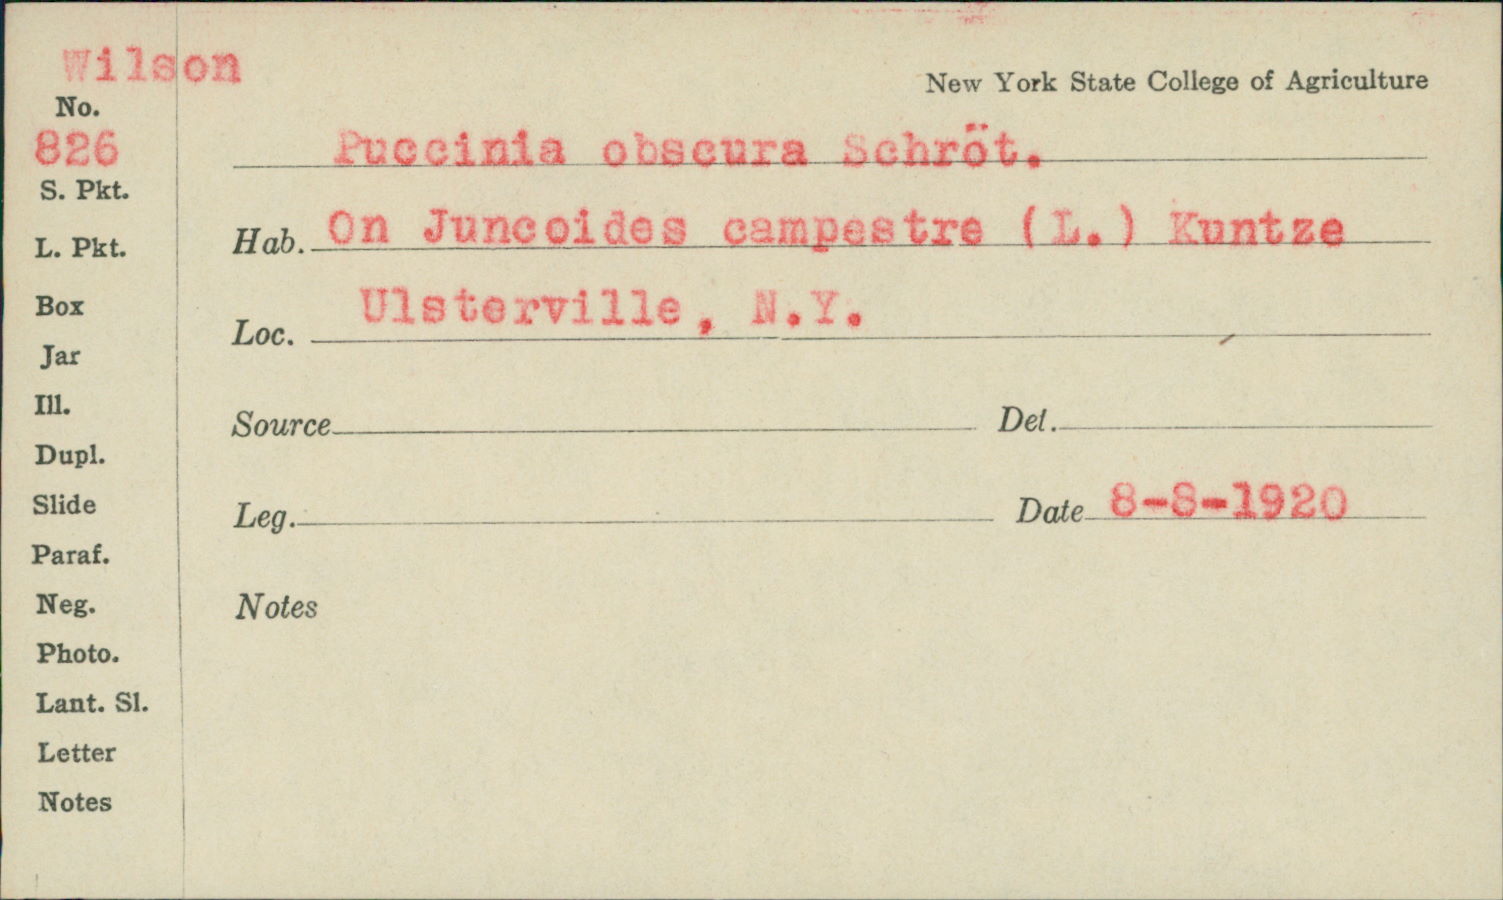 Wilson
New York State College of Agriculture
No.
826
Puccinia obscura Schröt.
S. Pkt.
Hab. On Juncoides campestre (L.) Kuntze
L. Pkt.
Ulsterville, N.Y.
Box
Loc.
Jar
Ill.
Source Det.
Dupl.
Slide
Leg. Date 8-8-1920
Paraf.
Neg.
Notes
Photo.
Lant. Sl.
Letter
Notes